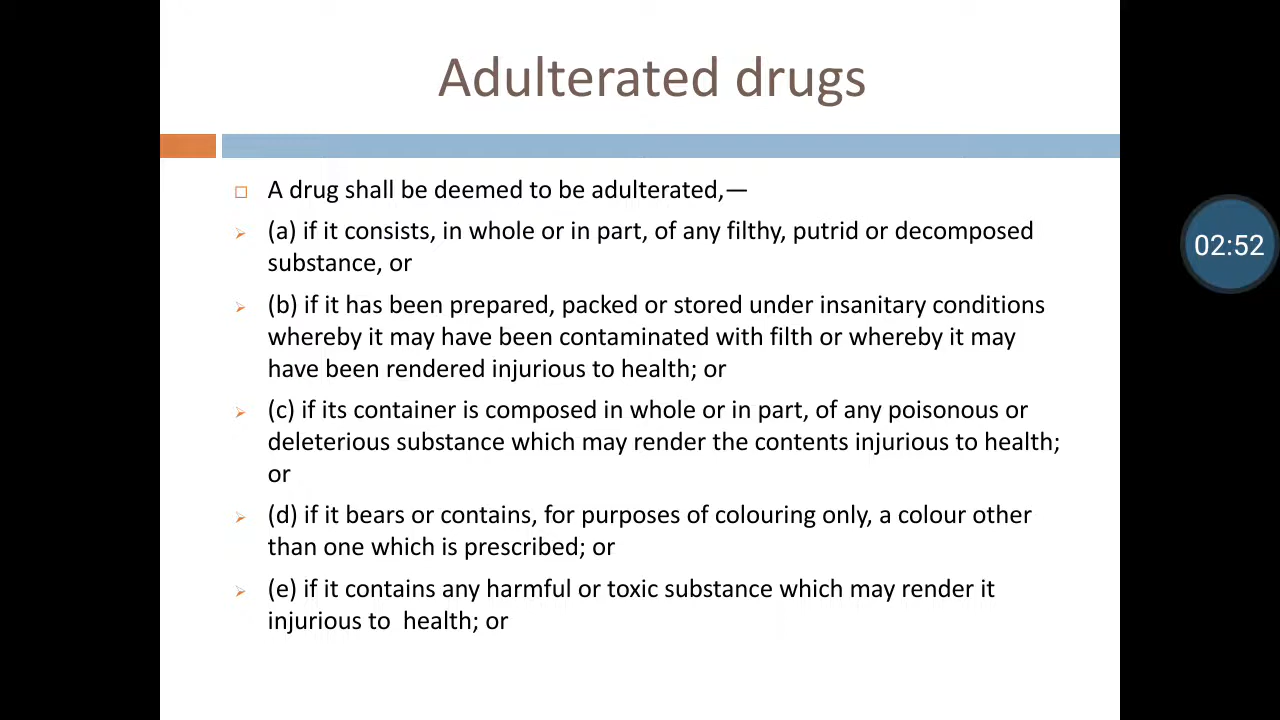 Adulterated drugs
A drug shall be deemed to be adulterated,—
(a) if it consists, in whole or in part, of any filthy, putrid or decomposed
substance, or
(b) if it has been prepared, packed or stored under insanitary conditions
whereby it may have been contaminated with filth or whereby it may
have been rendered injurious to health; or
(c) if its container is composed in whole or in part, of any poisonous or
deleterious substance which may render the contents injurious to health;
or
(d) if it bears or contains, for purposes of colouring only, a colour other
than one which is prescribed; or
(e) if it contains any harmful or toxic substance which may render it
injurious to  health; or
02:52